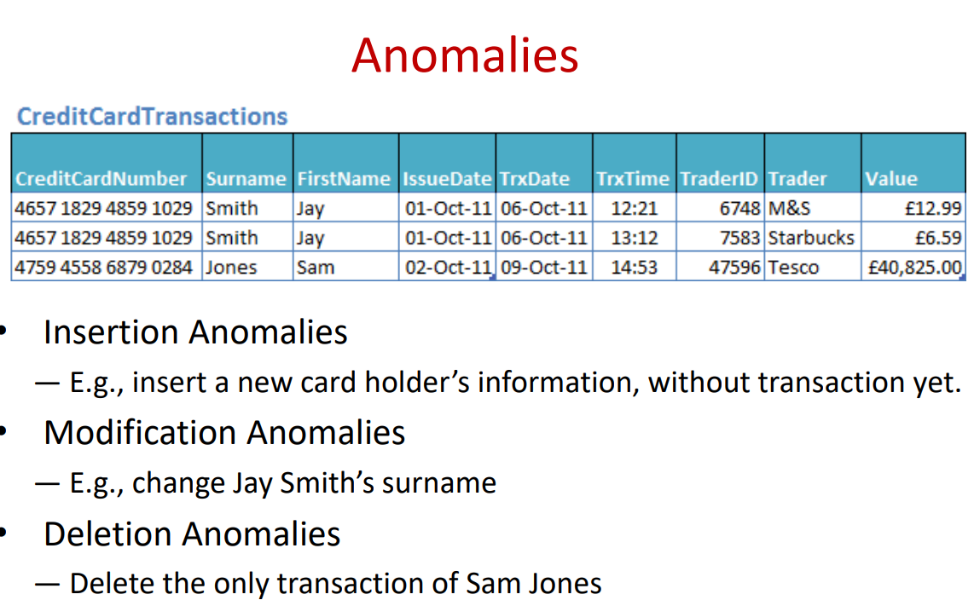 Anomalies
CreditCardTransactions
CreditCardNumber Surname FirstName IssueDate TrxDate TrxTime TraderID Trader Value
4657 1829 4859 1029 Smith Jay 01-Oct-11 06-Oct-11 12:21 6748 M&S £12.99
4657 1829 4859 1029 Smith Jay 01-Oct-11 06-Oct-11 13:12 7583 Starbucks £6.59
4759 4558 6879 0284 Jones Sam 02-Oct-11 09-Oct-11 14:53 47596 Tesco £40,825.00
• Insertion Anomalies
— E.g., insert a new card holder’s information, without transaction yet.
• Modification Anomalies
— E.g., change Jay Smith’s surname
• Deletion Anomalies
— Delete the only transaction of Sam Jones